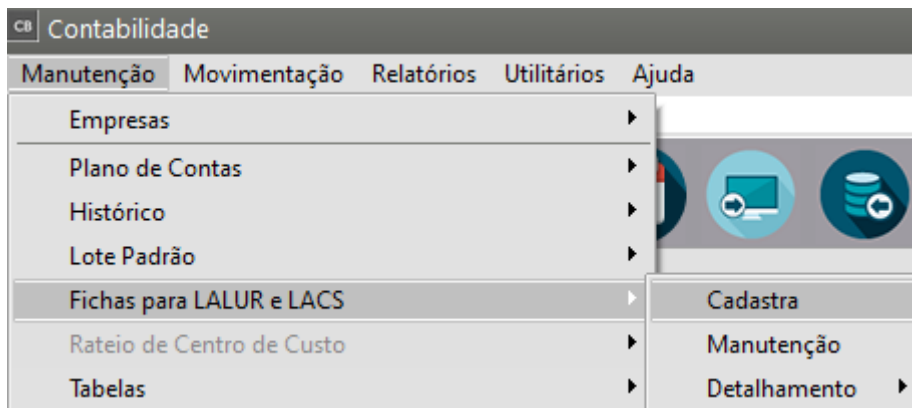 CB Contabilidade
Manutenção Movimentação Relatórios Utilitários Ajuda
Empresas
Plano de Contas
Histórico
Lote Padrão
Fichas para LALUR e LACS
Cadastra
Rateio de Centro de Custo
Manutenção
Tabelas
Detalhamento